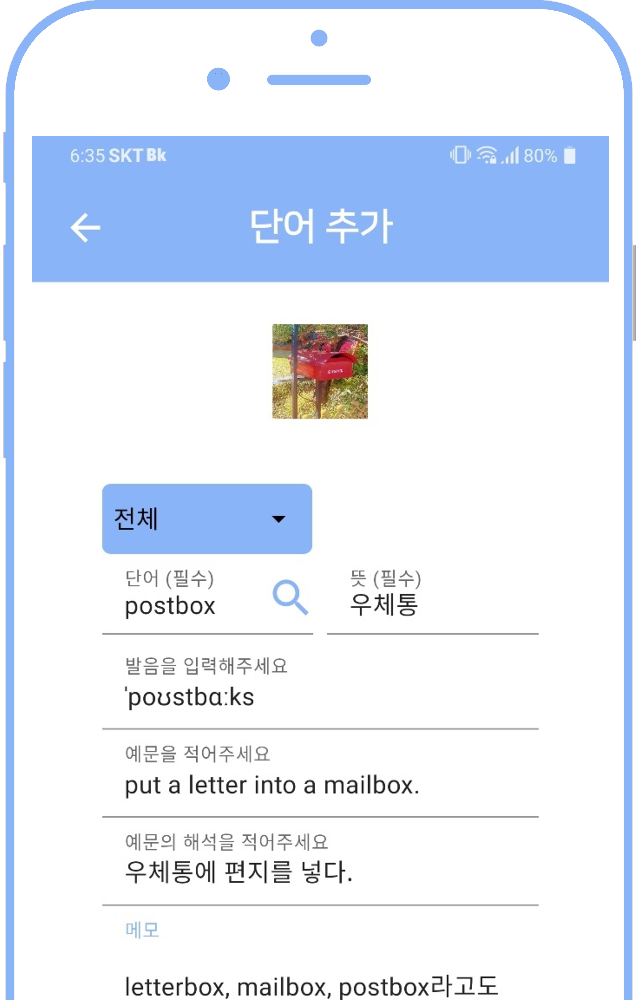 6:35 SKT Bk 80%
단어 추가
전체
단어 (필수) 뜻 (필수)
postbox 우체통
발음을 입력해주세요
ˈpoʊstbɑːks
예문을 적어주세요
put a letter into a mailbox.
예문의 해석을 적어주세요
우체통에 편지를 넣다.
메모
letterbox, mailbox, postbox라고도